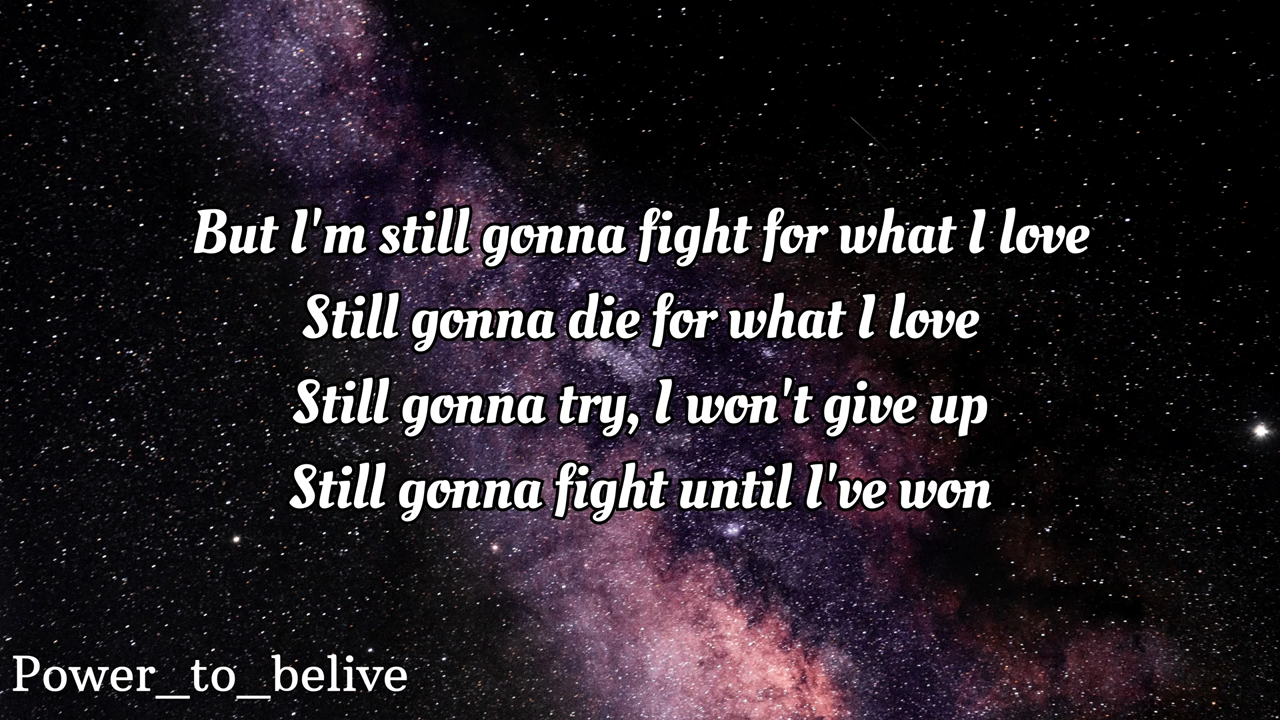 But I'm still gonna fight for what I love
Still gonna die for what I love
Still gonna try, I won't give up
Still gonna fight until I've won
Power_to_belive